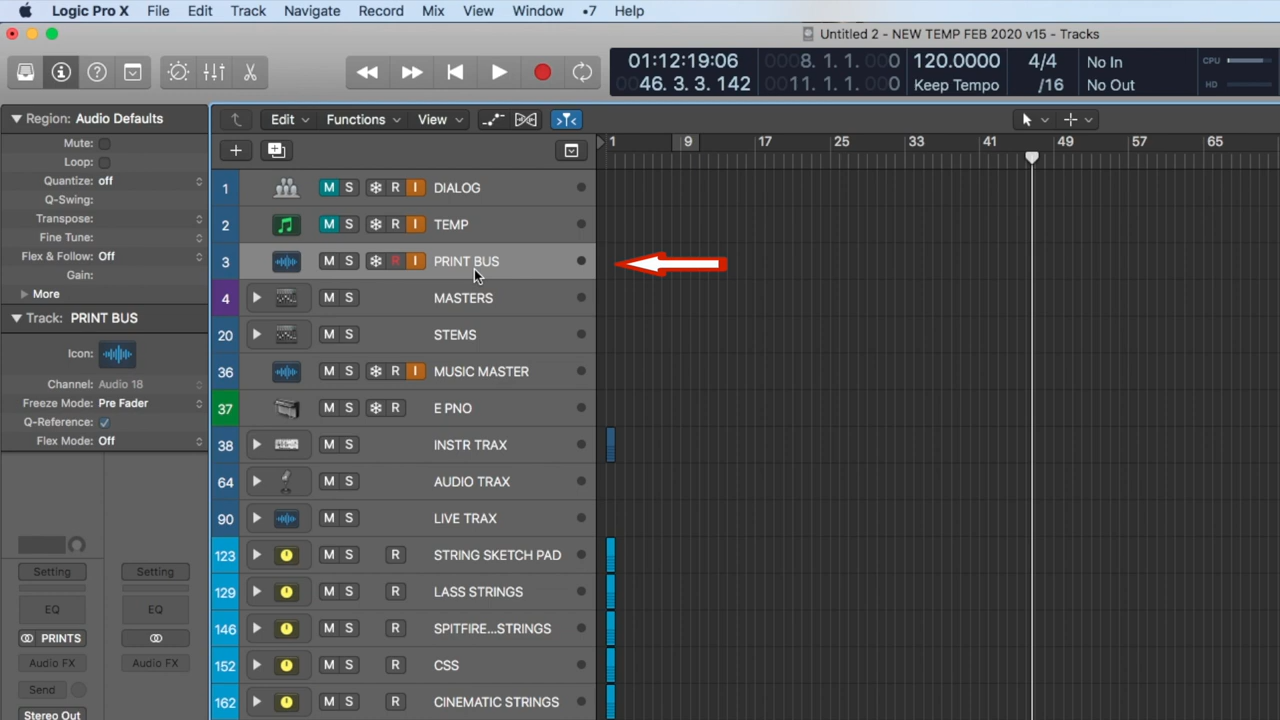 Logic Pro X File Edit Track Navigate Record Mix View Window •7 Help
Untitled 2 - NEW TEMP FEB 2020 v15 - Tracks
01:12:19:06 0008. 1. 1. 000 120.0000 4/4 No In CPU
46. 3. 3. 142 0011. 1. 1. 000 Keep Tempo /16 No Out HD
Region: Audio Defaults
Mute:
Loop:
Quantize: off
Q-Swing:
Transpose:
Fine Tune:
Flex & Follow: Off
Gain:
More
Track: PRINT BUS
Icon:
Channel: Audio 18
Freeze Mode: Pre Fader
Q-Reference:
Flex Mode: Off
Setting Setting
EQ EQ
PRINTS
Audio FX Audio FX
Send
Stereo Out
Edit Functions View
1 9 17 25 33 41 49 57 65
1 M S R I DIALOG
2 M S R I TEMP
3 M S R I PRINT BUS
4 M S MASTERS
20 M S STEMS
36 M S R I MUSIC MASTER
37 M S R E PNO
38 M S INSTR TRAX
64 M S AUDIO TRAX
90 M S LIVE TRAX
123 M S R STRING SKETCH PAD
129 M S R LASS STRINGS
146 M S R SPITFIRE...STRINGS
152 M S R CSS
162 M S R CINEMATIC STRINGS